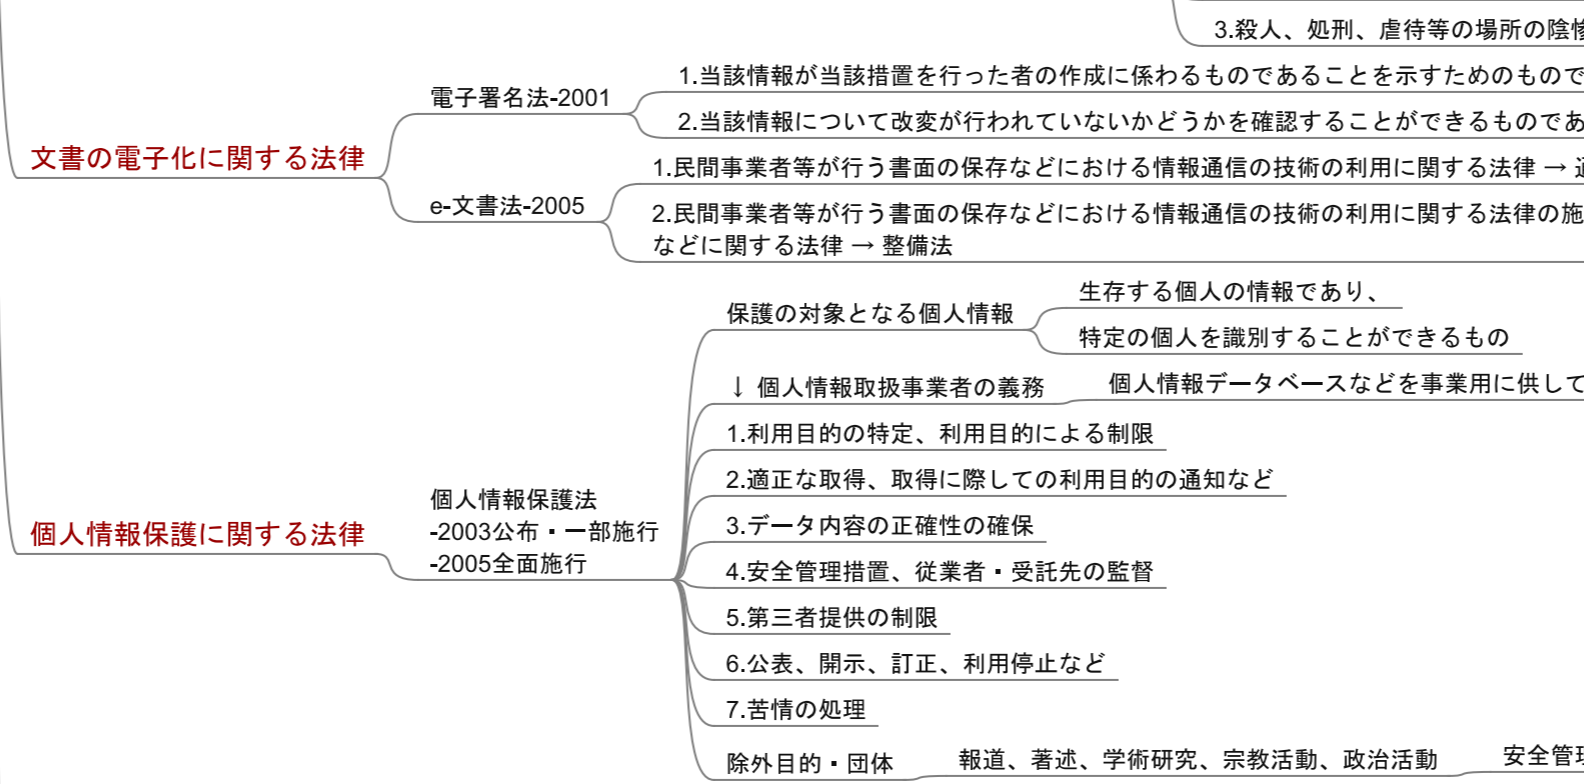 3.殺人、処刑、虐待等の場所の陰
文書の電子化に関する法律
電子署名法-2001
1.当該情報が当該措置を行った者の作成に係わるものであることを示すためのもので
2.当該情報について改変が行われていないかどうかを確認することができるものであ
e-文書法-2005
1.民間事業者等が行う書面の保存などにおける情報通信の技術の利用に関する法律 →
2.民間事業者等が行う書面の保存などにおける情報通信の技術の利用に関する法律の施
などに関する法律 → 整備法
個人情報保護に関する法律
個人情報保護法
-2003公布・一部施行
-2005全面施行
保護の対象となる個人情報
生存する個人の情報であり、
特定の個人を識別することができるもの
↓ 個人情報取扱事業者の義務
個人情報データベースなどを事業用に供して
1.利用目的の特定、利用目的による制限
2.適正な取得、取得に際しての利用目的の通知など
3.データ内容の正確性の確保
4.安全管理措置、従業者・受託先の監督
5.第三者提供の制限
6.公表、開示、訂正、利用停止など
7.苦情の処理
除外目的・団体
報道、著述、学術研究、宗教活動、政治活動
安全管